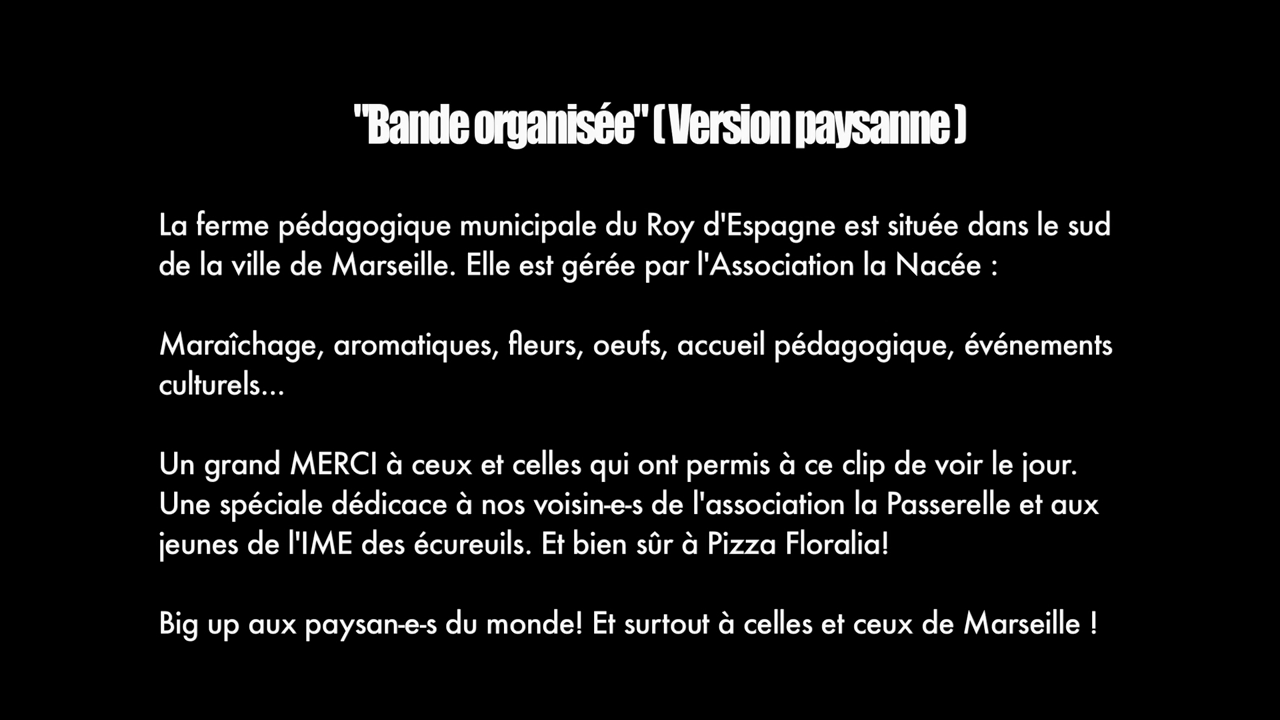 "Bande organisée" ( Version paysanne )
La ferme pédagogique municipale du Roy d'Espagne est située dans le sud
de la ville de Marseille. Elle est gérée par l'Association la Nacée :
Maraîchage, aromatiques, fleurs, oeufs, accueil pédagogique, événements
culturels...
Un grand MERCI à ceux et celles qui ont permis à ce clip de voir le jour.
Une spéciale dédicace à nos voisin-e-s de l'association la Passerelle et aux
jeunes de l'IME des écureuils. Et bien sûr à Pizza Floralia!
Big up aux paysan-e-s du monde! Et surtout à celles et ceux de Marseille !